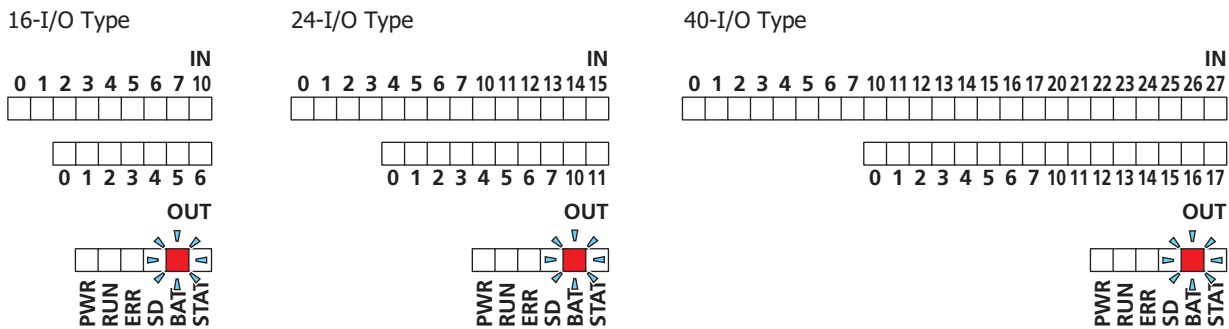 16-I/O Type
24-I/O Type
40-I/O Type
IN
IN
IN
0 1 2 3 4 5 6 7 10
0 1 2 3 4 5 6 7 10 11 12 13 14 15
0 1 2 3 4 5 6 7 10 11 12 13 14 15 16 17 20 21 22 23 24 25 26 27
0 1 2 3 4 5 6
0 1 2 3 4 5 6 7 10 11
0 1 2 3 4 5 6 7 10 11 12 13 14 15 16 17
OUT
OUT
OUT
PWR RUN ERR SD BAT STAT
PWR RUN ERR SD BAT STAT
PWR RUN ERR SD BAT STAT